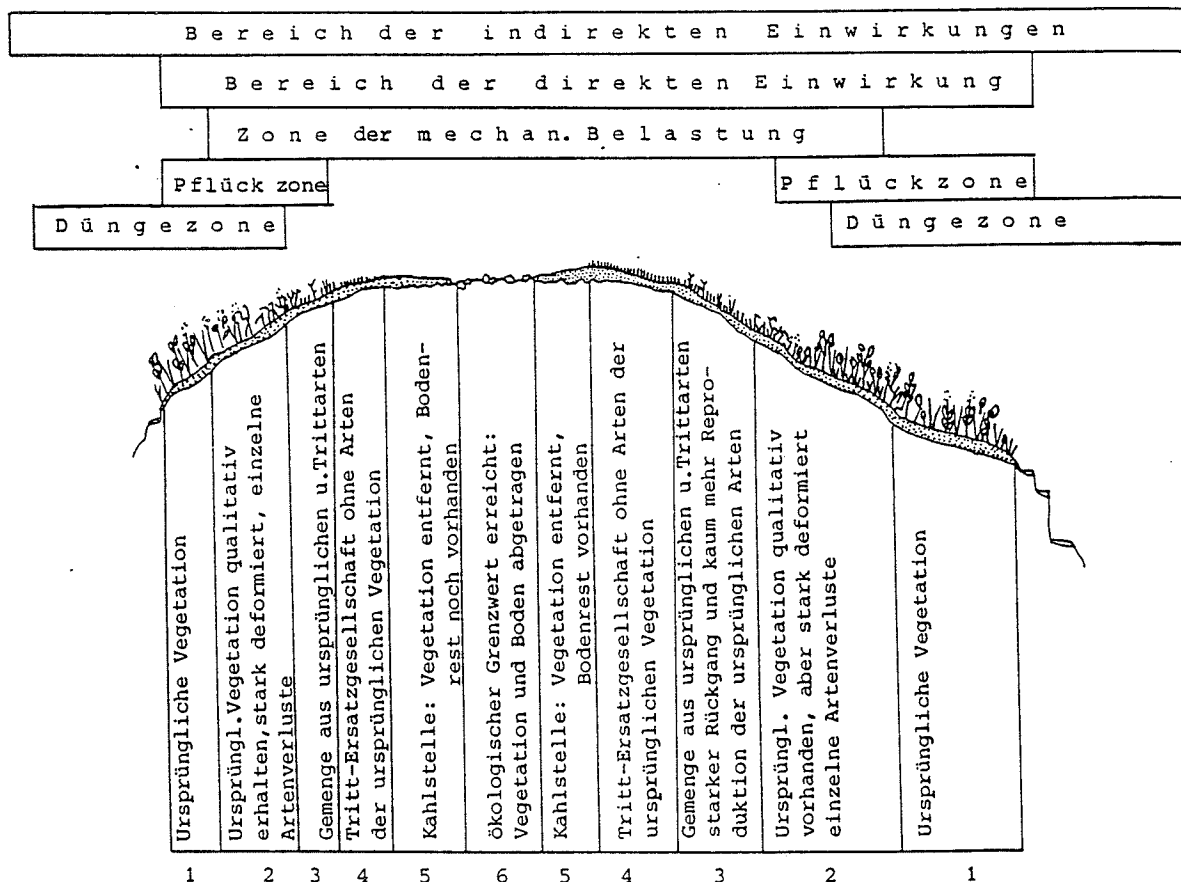 Bereich der indirekten Einwirkungen
Bereich der direkten Einwirkung
Zone der mechan. Belastung
Pflückzone
Pflückzone
Düngezone
Düngezone
Ursprüngliche Vegetation
Ursprüngl. Vegetation qualitativ
erhalten, stark deformiert, einzelne
Artenverluste
Gemenge aus ursprünglichen u. Trittarten
Tritt-Ersatzgesellschaft ohne Arten
der ursprünglichen Vegetation
Kahlstelle: Vegetation entfernt, Boden-
rest noch vorhanden
ökologischer Grenzwert erreicht:
Vegetation und Boden abgetragen
Kahlstelle: Vegetation entfernt,
Bodenrest vorhanden
Tritt-Ersatzgesellschaft ohne Arten der
ursprünglichen Vegetation
Gemenge aus ursprünglichen u. Trittarten
starker Rückgang und kaum mehr Repro-
duktion der ursprünglichen Arten
Ursprüngl. Vegetation qualitativ
vorhanden, aber stark deformiert
einzelne Artenverluste
Ursprüngliche Vegetation
1 2 3 4 5 6 5 4 3 2 1